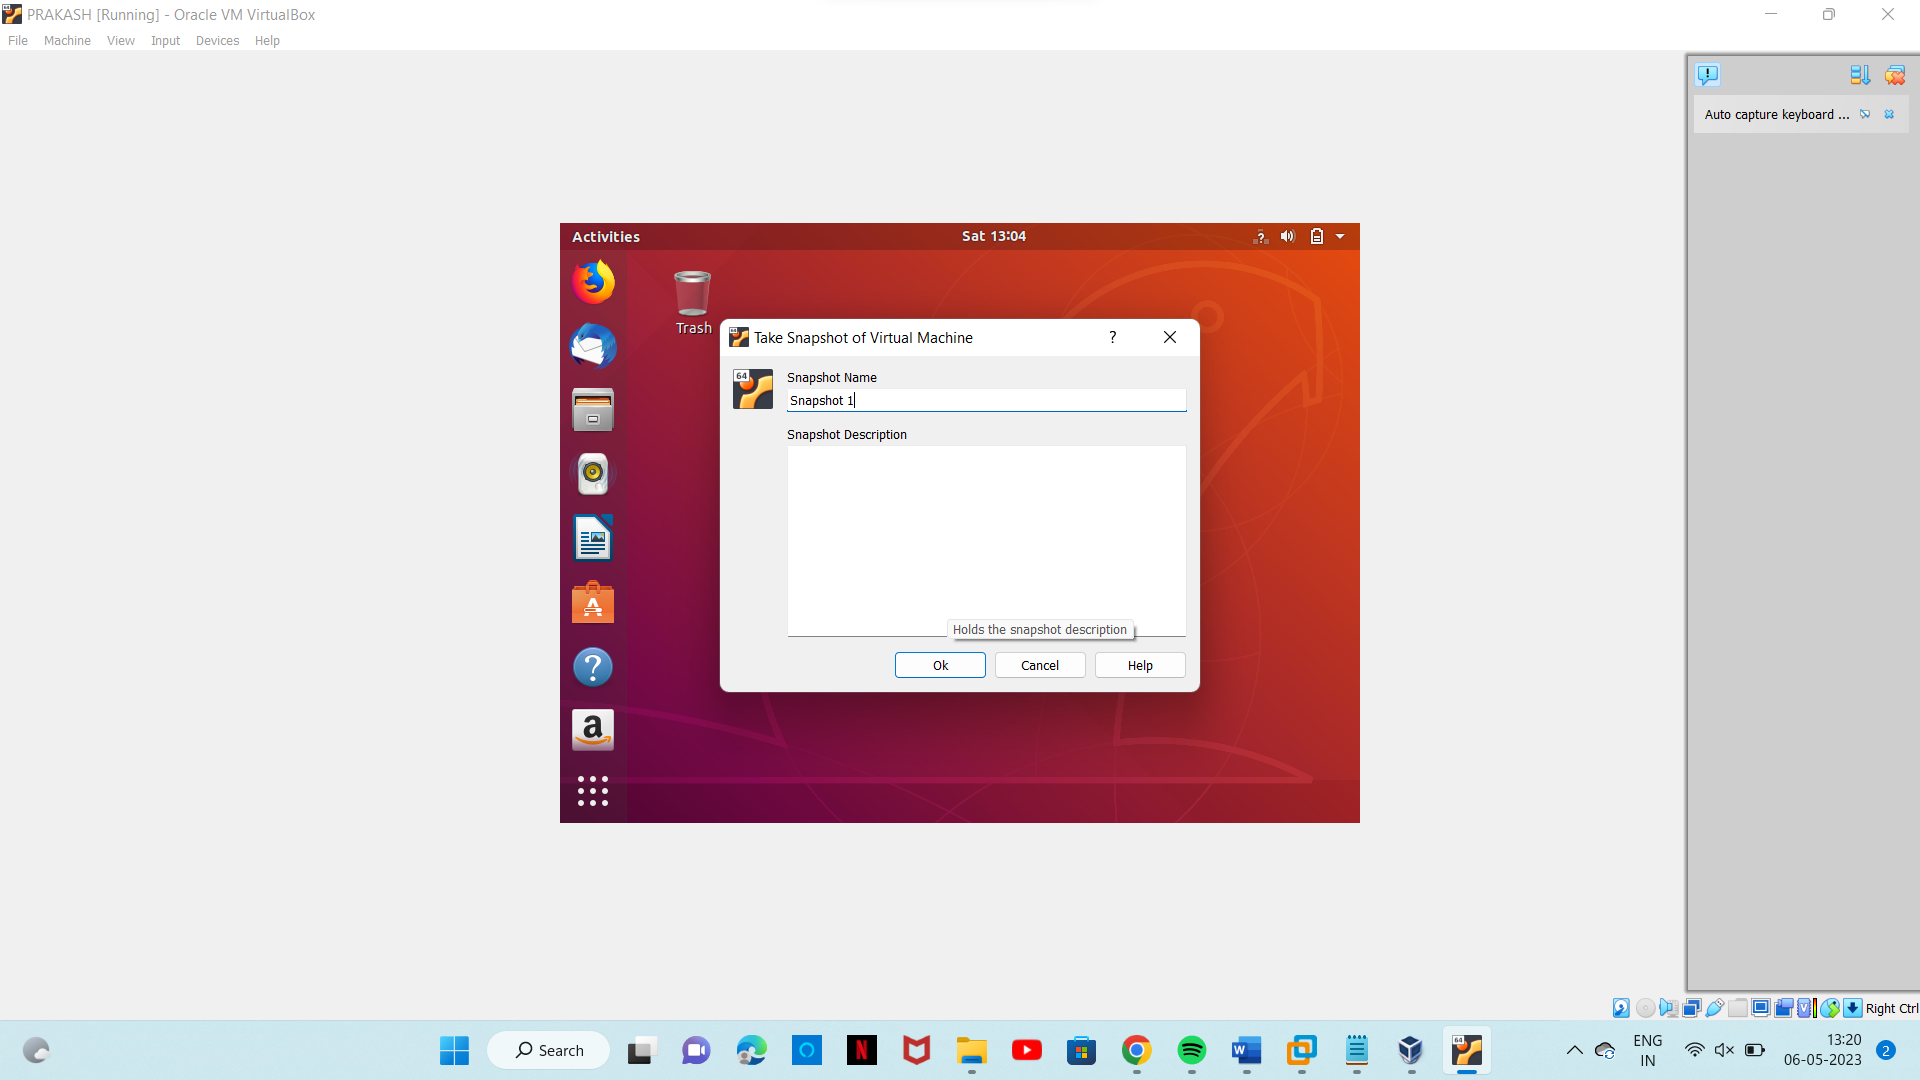 PRAKASH [Running] - Oracle VM VirtualBox
File Machine View Input Devices Help
Auto capture keyboard ...
Activities
Sat 13:04
?
Trash
Take Snapshot of Virtual Machine
?
64
Snapshot Name
Snapshot 1
Snapshot Description
Holds the snapshot description
Ok Cancel Help
Right Ctrl
Search
ENG
IN
13:20
06-05-2023
2